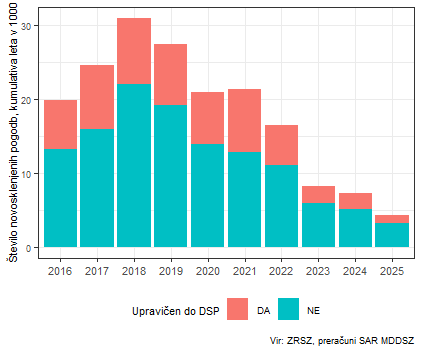 Število novosklenjenih pogodb, kumulativa leta v 1000
30
20
10
0
2016 2017 2018 2019 2020 2021 2022 2023 2024 2025
Upravičen do DSP DA NE
Vir: ZRSZ, preračuni SAR MDDSZ